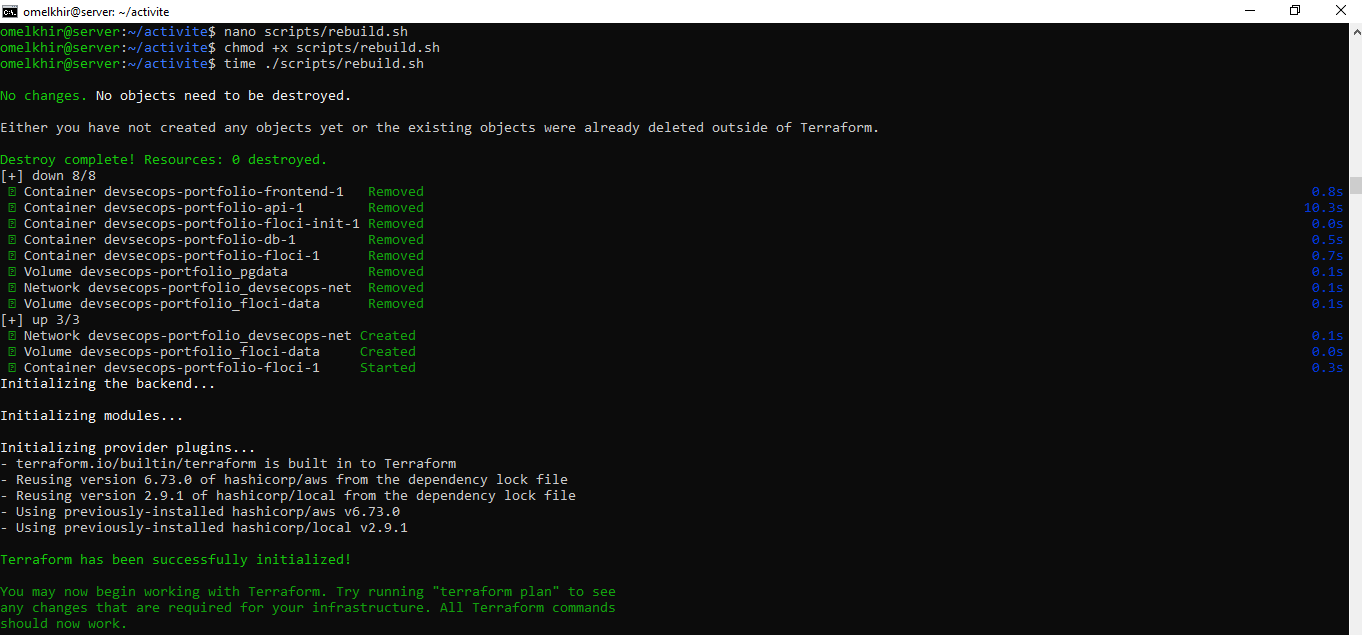 omelkhir@server: ~/activite
omelkhir@server:~/activite$ nano scripts/rebuild.sh
omelkhir@server:~/activite$ chmod +x scripts/rebuild.sh
omelkhir@server:~/activite$ time ./scripts/rebuild.sh
No changes. No objects need to be destroyed.
Either you have not created any objects yet or the existing objects were already deleted outside of Terraform.
Destroy complete! Resources: 0 destroyed.
[+] down 8/8
Container devsecops-portfolio-frontend-1 Removed 0.8s
Container devsecops-portfolio-api-1 Removed 10.3s
Container devsecops-portfolio-floci-init-1 Removed 0.0s
Container devsecops-portfolio-db-1 Removed 0.5s
Container devsecops-portfolio-floci-1 Removed 0.7s
Volume devsecops-portfolio_pgdata Removed 0.1s
Network devsecops-portfolio_devsecops-net Removed 0.1s
Volume devsecops-portfolio_floci-data Removed 0.1s
[+] up 3/3
Network devsecops-portfolio_devsecops-net Created 0.1s
Volume devsecops-portfolio_floci-data Created 0.0s
Container devsecops-portfolio-floci-1 Started 0.3s
Initializing the backend...
Initializing modules...
Initializing provider plugins...
- terraform.io/builtin/terraform is built in to Terraform
- Reusing version 6.73.0 of hashicorp/aws from the dependency lock file
- Reusing version 2.9.1 of hashicorp/local from the dependency lock file
- Using previously-installed hashicorp/aws v6.73.0
- Using previously-installed hashicorp/local v2.9.1
Terraform has been successfully initialized!
You may now begin working with Terraform. Try running "terraform plan" to see
any changes that are required for your infrastructure. All Terraform commands
should now work.